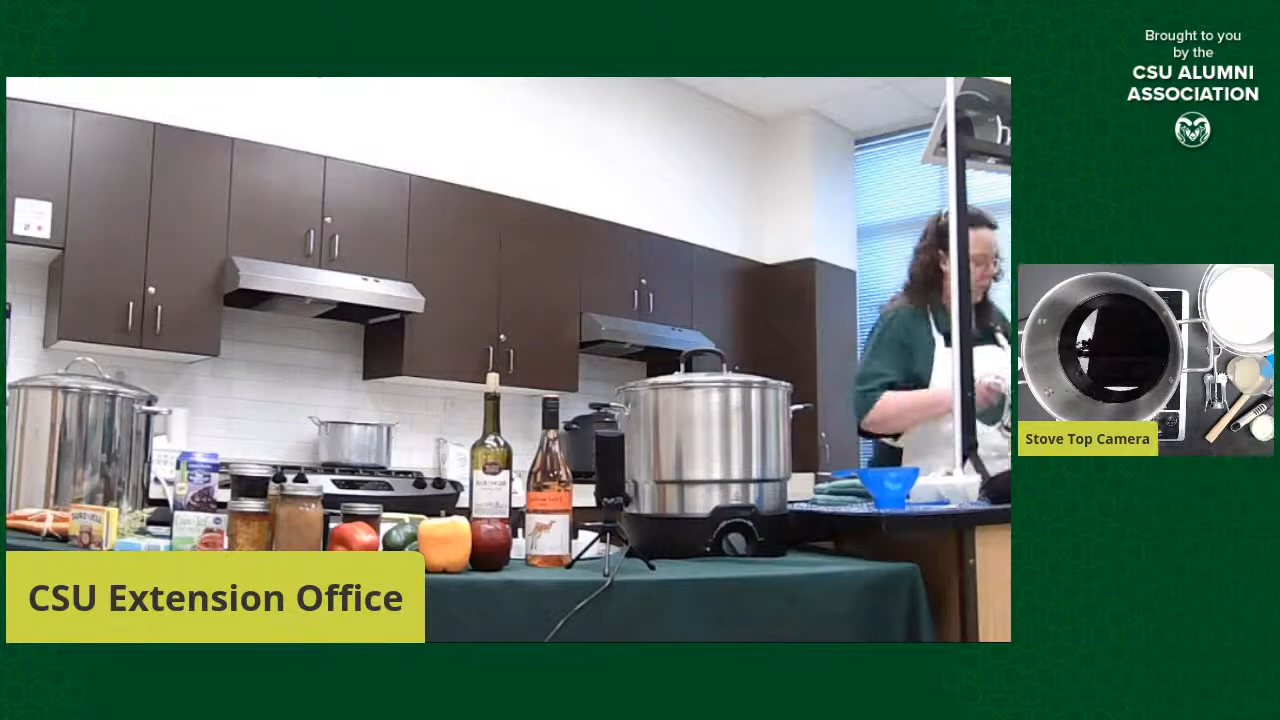 Brought to you
by the
CSU ALUMNI
ASSOCIATION
Stove Top Camera
CSU Extension Office